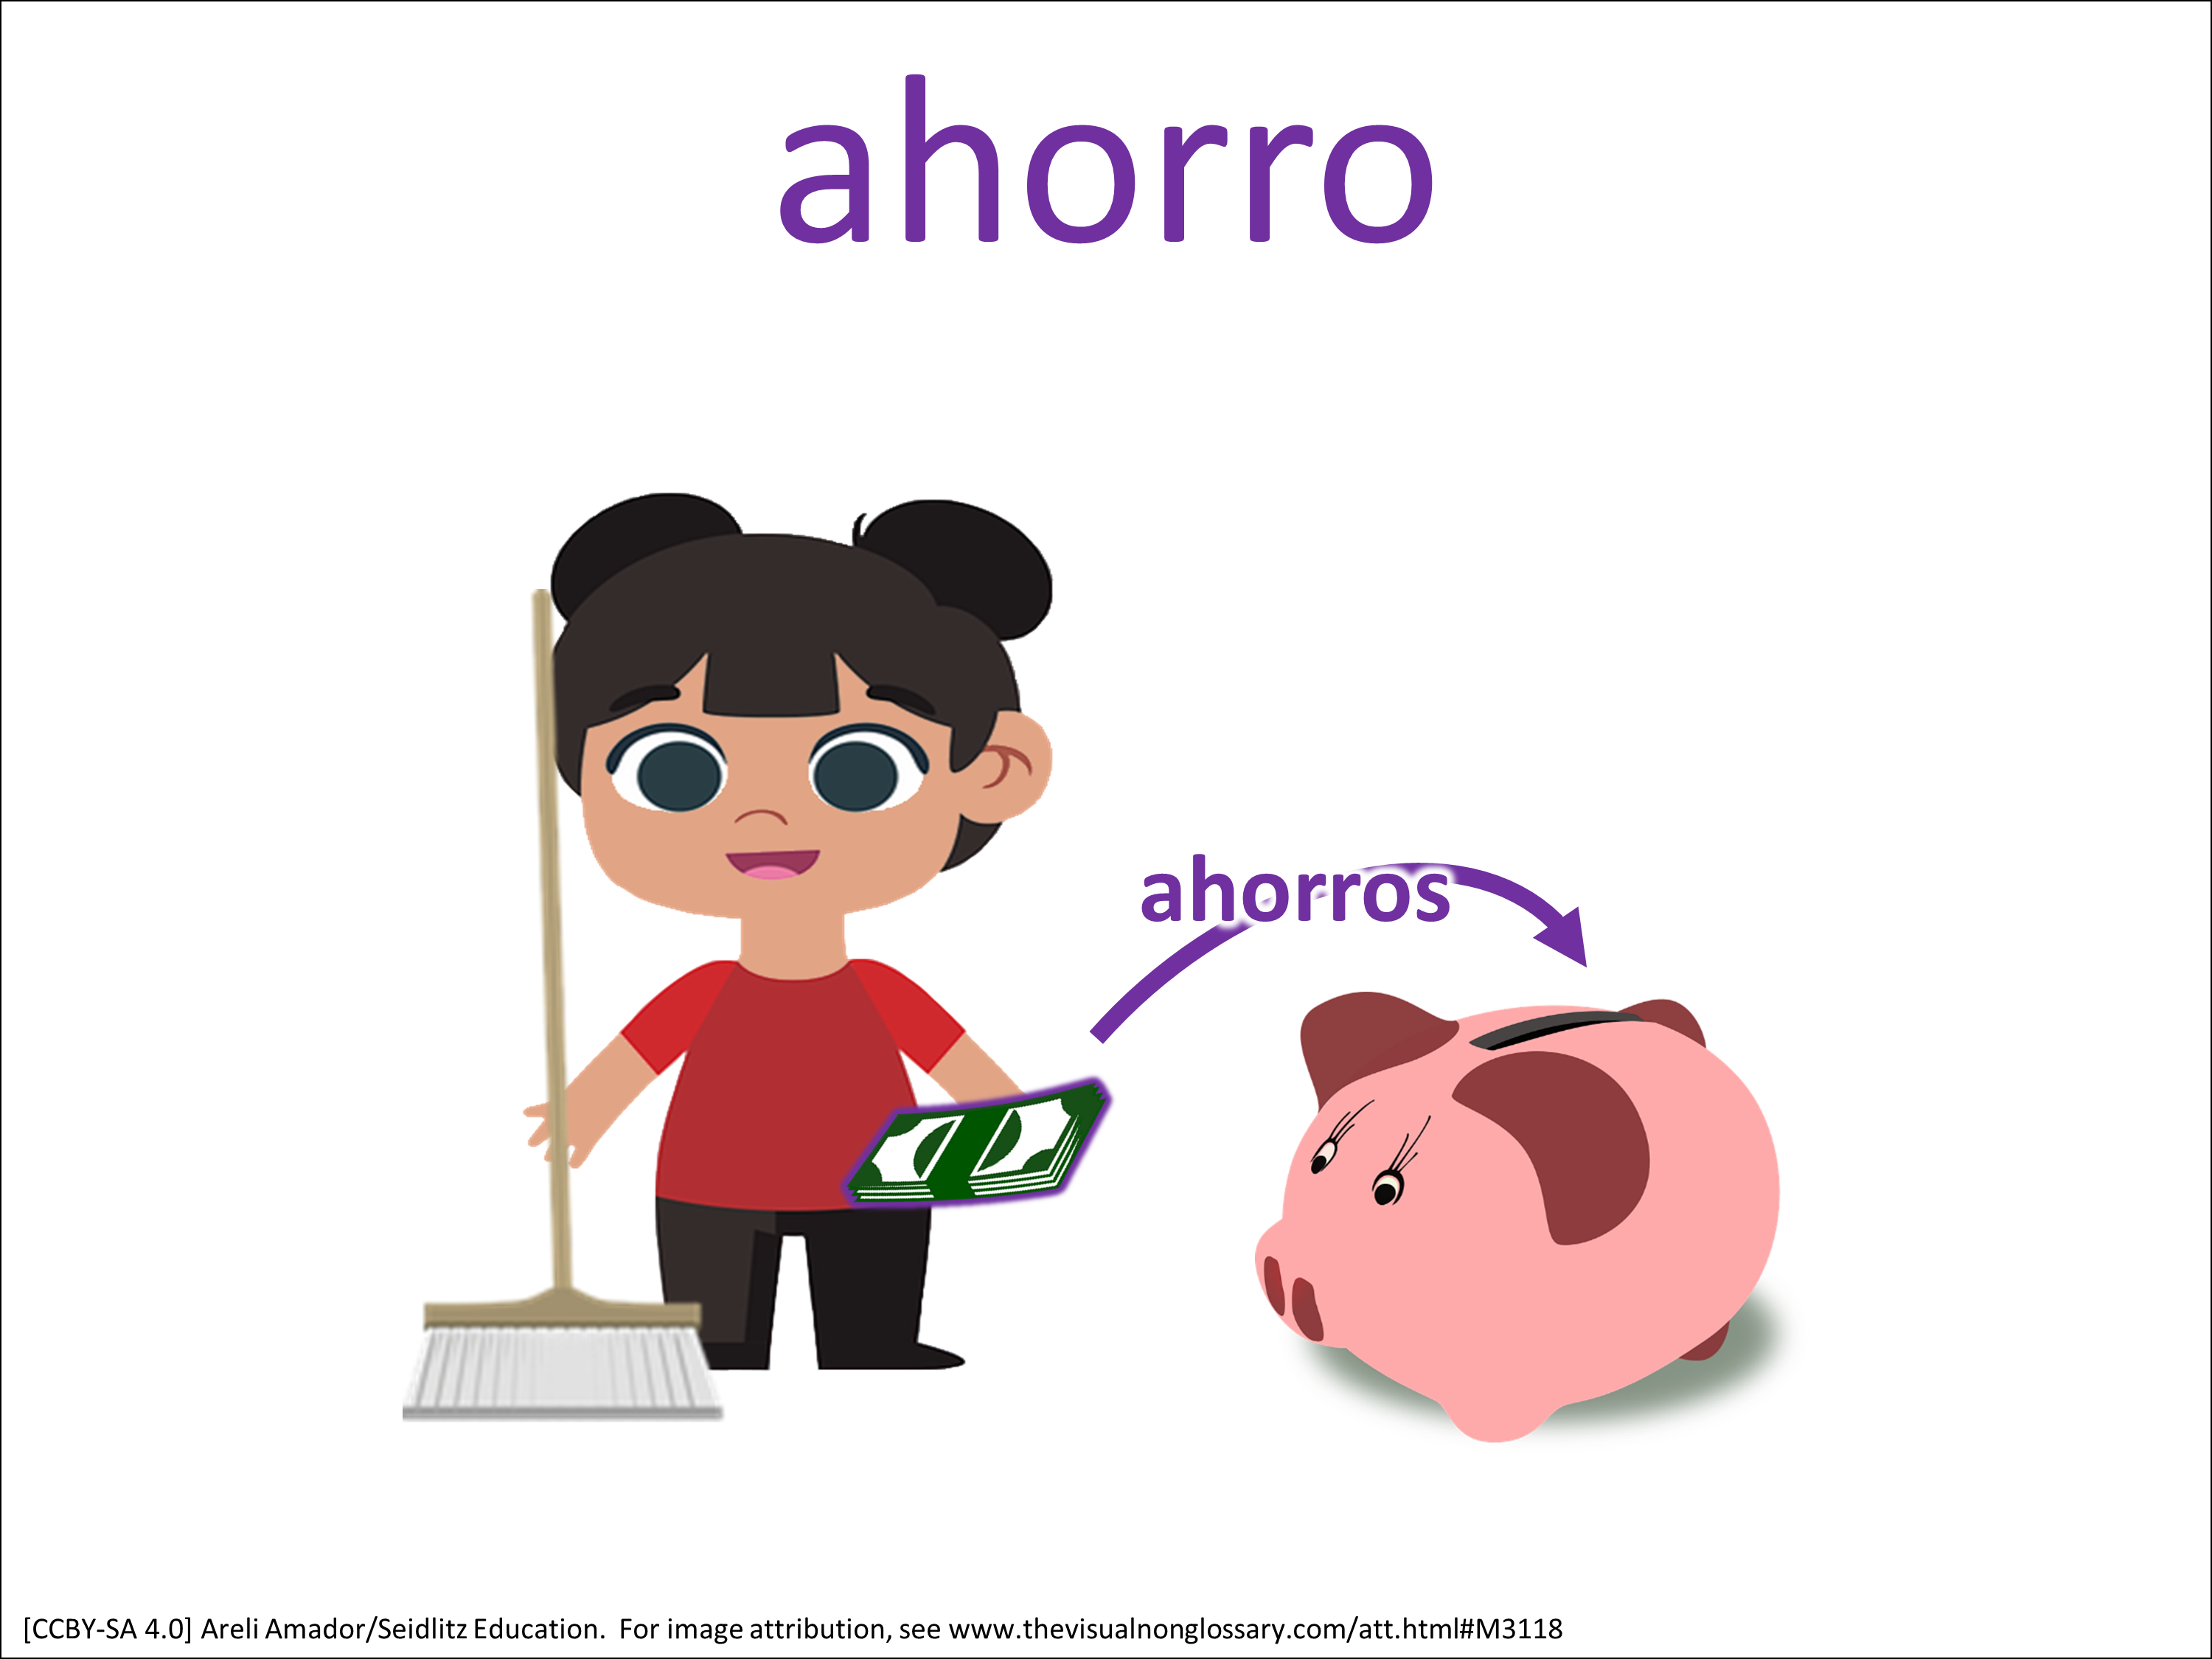 ahorro
ahorros
[CCBY-SA 4.0] Areli Amador/Seidlitz Education.  For image attribution, see www.thevisualnonglossary.com/att.html#M3118